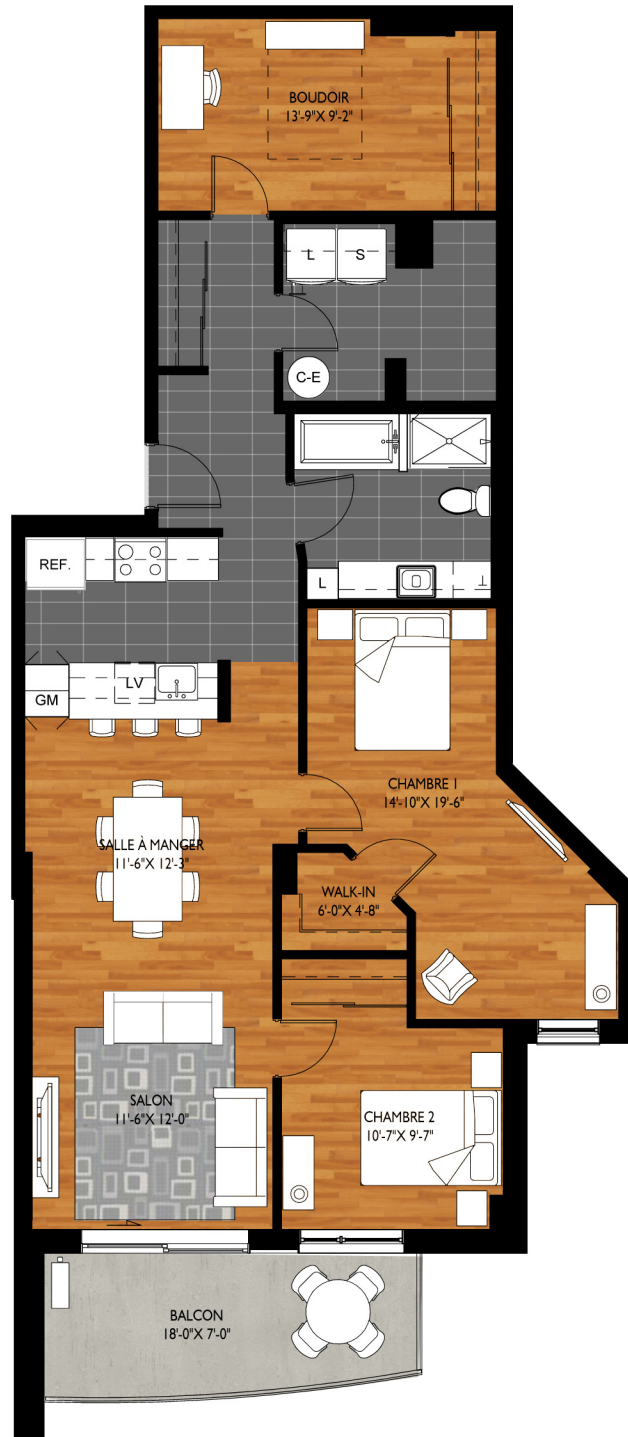 BOUDOIR
13'-9"X 9'-2"
L S
C-E
REF.
L
GM
LV
CHAMBRE 1
14'-10"X 19'-6"
SALLE À MANGER
11'-6"X 12'-3"
WALK-IN
6'-0"X 4'-8"
SALON
11'-6"X 12'-0"
CHAMBRE 2
10'-7"X 9'-7"
BALCON
18'-0"X 7'-0"